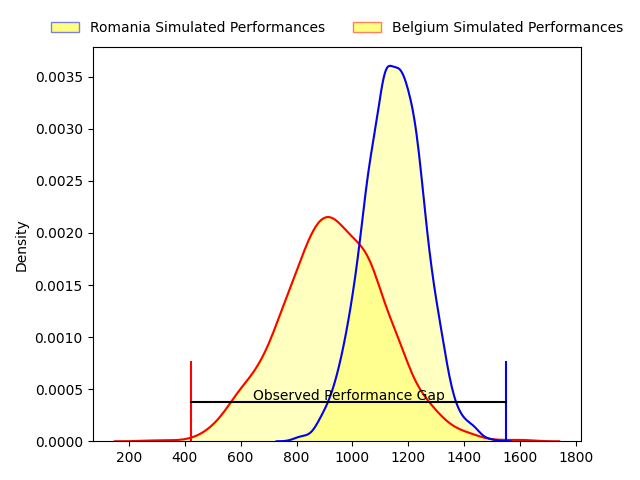 Romania Simulated Performances
Belgium Simulated Performances
0.0035
0.0030
0.0025
0.0020
0.0015
0.0010
0.0005
0.0000
Density
Observed Performance Gap
200 400 600 800 1000 1200 1400 1600 1800